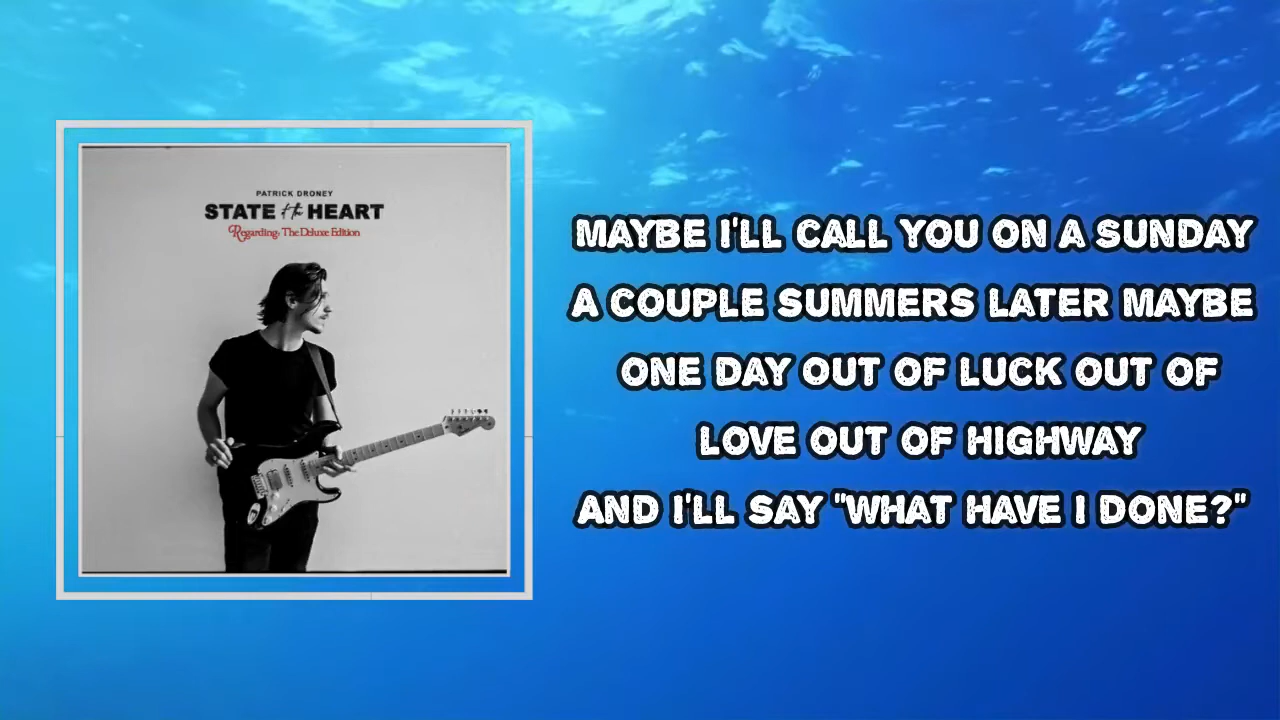 PATRICK DRONEY
STATE of the HEART
Regarding: The Deluxe Edition
MAYBE I'LL CALL YOU ON A SUNDAY
A COUPLE SUMMERS LATER MAYBE
ONE DAY OUT OF LUCK OUT OF
LOVE OUT OF HIGHWAY
AND I'LL SAY "WHAT HAVE I DONE?"